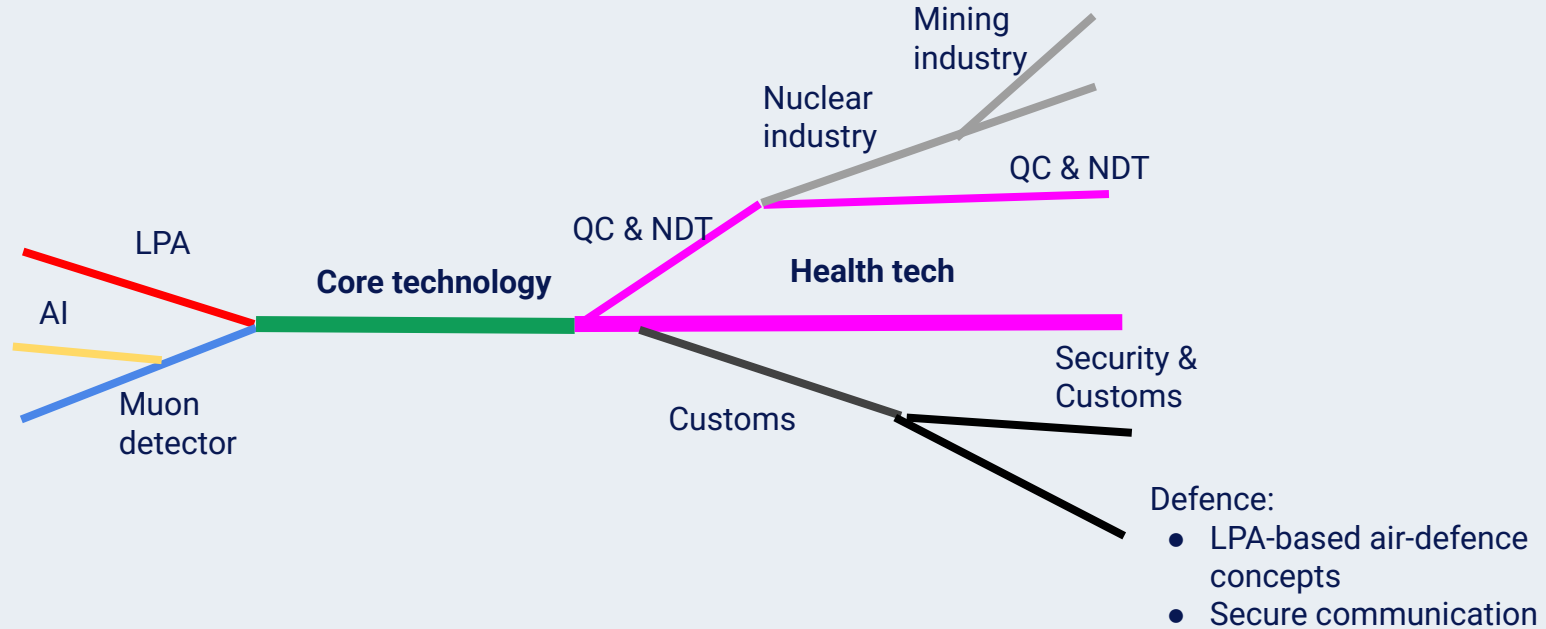 Mining
industry
Nuclear
industry
QC & NDT
QC & NDT
LPA
Core technology
Health tech
AI
Security &
Customs
Muon
detector
Customs
Defence:
● LPA-based air-defence
concepts
● Secure communication